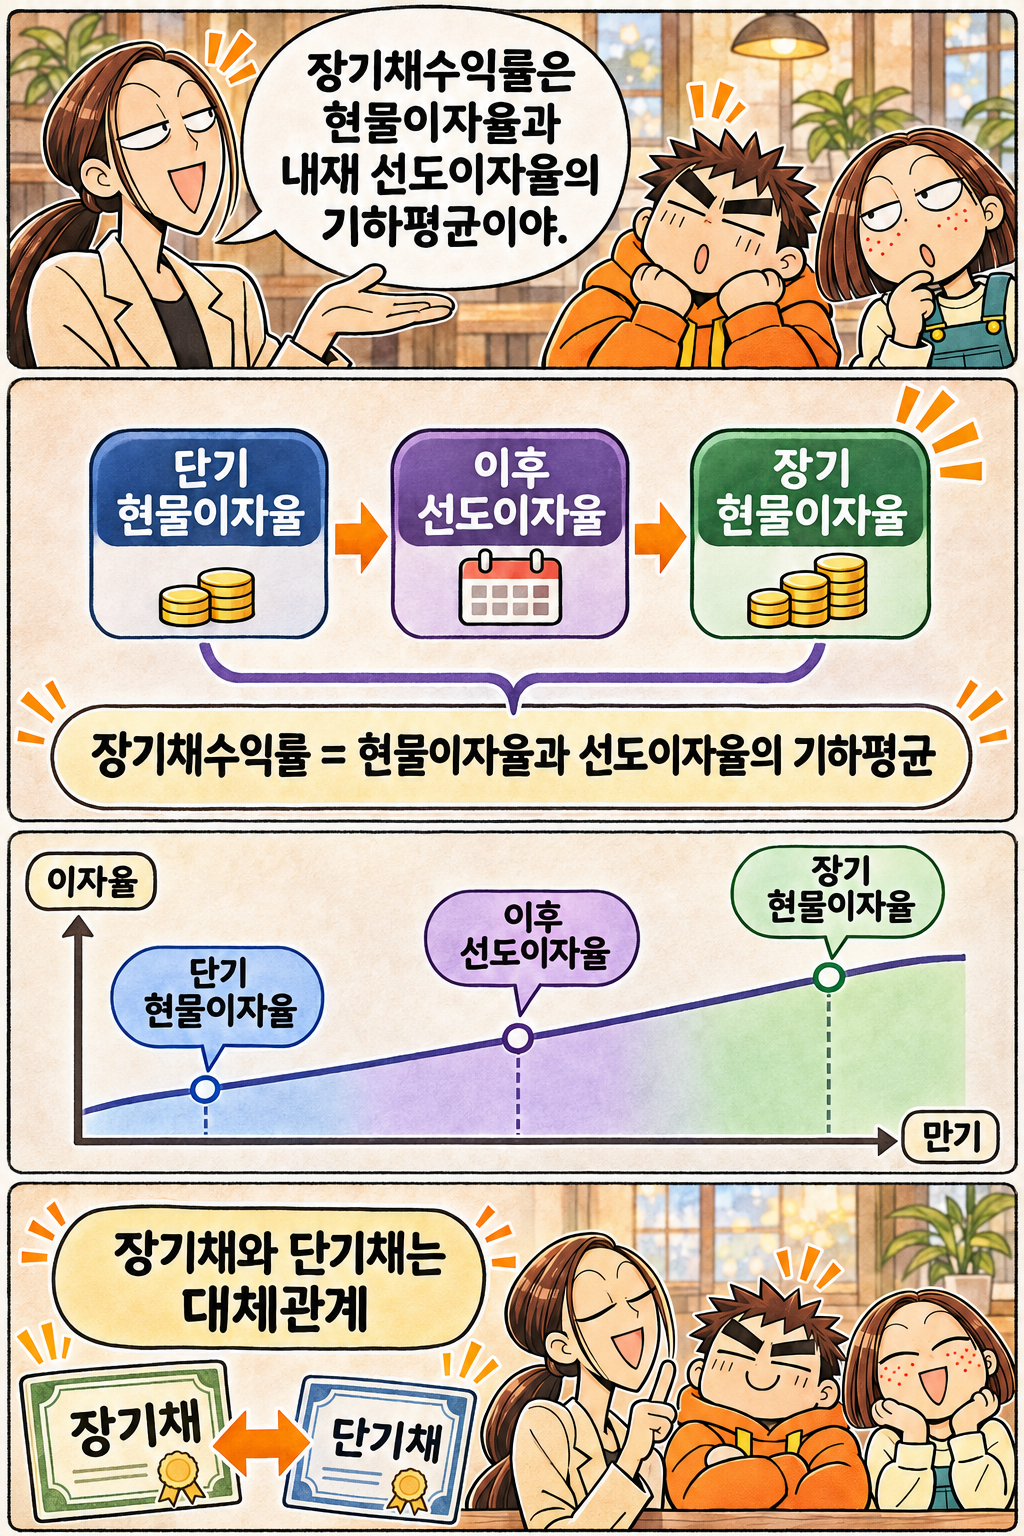 장기채수익률은
현물이자율과
내재 선도이자율의
기하평균이야.
단기
현물이자율
이후
선도이자율
장기
현물이자율
장기채수익률 = 현물이자율과 선도이자율의 기하평균
이자율
단기
현물이자율
이후
선도이자율
장기
현물이자율
만기
장기채와 단기채는
대체관계
장기채
단기채